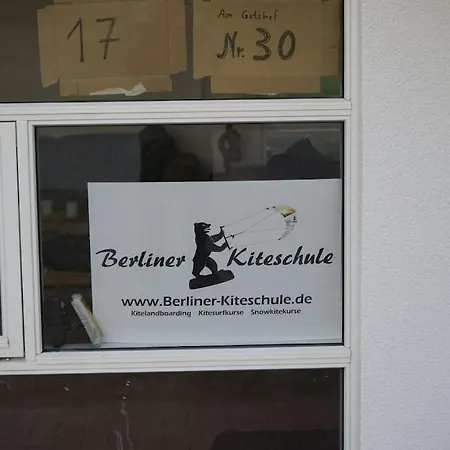 17
Am Gutshof
Nr. 30
Berliner Kiteschule
www.Berliner-Kiteschule.de
Kitelandboarding Kitesurfkurse Snowkitekurse